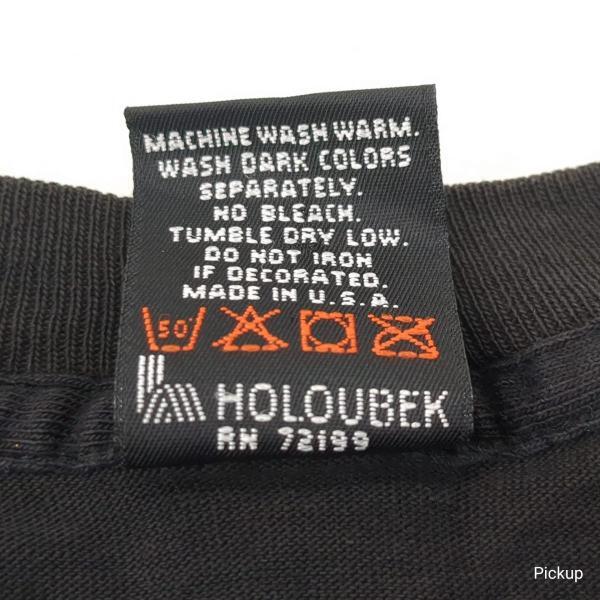 MACHINE WASH WARM.
WASH DARK COLORS
SEPARATELY.
NO BLEACH.
TUMBLE DRY LOW.
DO NOT IRON
IF DECORATED.
MADE IN U.S.A.
50°
HOLOUBEK
RN 72199
Pickup